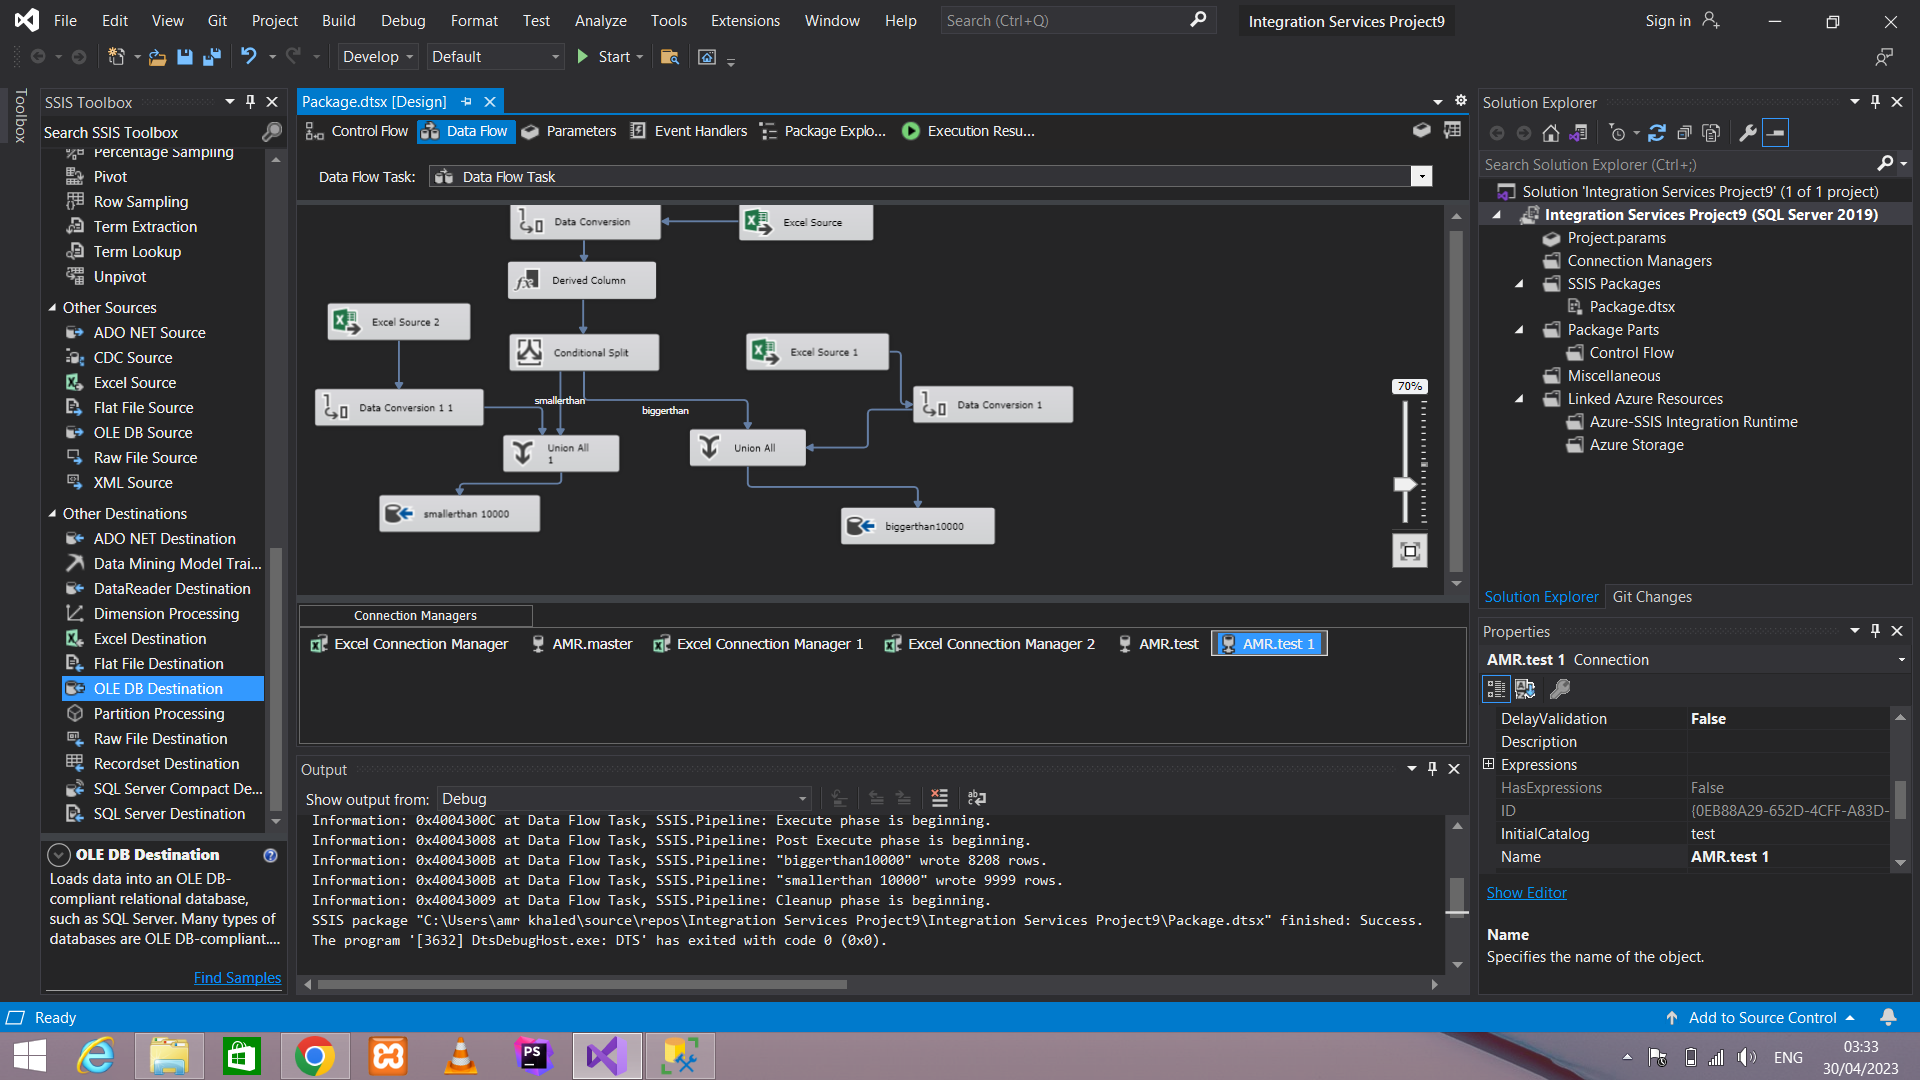 File Edit View Git Project Build Debug Format Test Analyze Tools Extensions Window Help Search (Ctrl+Q) Integration Services Project9 Sign in
Develop Default Start
Toolbox
SSIS Toolbox
Search SSIS Toolbox
Percentage Sampling
Pivot
Row Sampling
Term Extraction
Term Lookup
Unpivot
Other Sources
ADO NET Source
CDC Source
Excel Source
Flat File Source
OLE DB Source
Raw File Source
XML Source
Other Destinations
ADO NET Destination
Data Mining Model Trai...
DataReader Destination
Dimension Processing
Excel Destination
Flat File Destination
OLE DB Destination
Partition Processing
Raw File Destination
Recordset Destination
SQL Server Compact De...
SQL Server Destination
OLE DB Destination
Loads data into an OLE DB-
compliant relational database,
such as SQL Server. Many types of
databases are OLE DB-compliant....
Find Samples
Package.dtsx [Design]
Control Flow Data Flow Parameters Event Handlers Package Explo... Execution Resu...
Data Flow Task: Data Flow Task
Data Conversion
Excel Source
Derived Column
Excel Source 2
Conditional Split
Excel Source 1
Data Conversion 1 1
smallerthan
biggerthan
Data Conversion 1
Union All
1
Union All
smallerthan 10000
biggerthan10000
70%
Connection Managers
Excel Connection Manager AMR.master Excel Connection Manager 1 Excel Connection Manager 2 AMR.test AMR.test 1
Output
Show output from: Debug
Information: 0x4004300C at Data Flow Task, SSIS.Pipeline: Execute phase is beginning.
Information: 0x40043008 at Data Flow Task, SSIS.Pipeline: Post Execute phase is beginning.
Information: 0x4004300B at Data Flow Task, SSIS.Pipeline: "biggerthan10000" wrote 8208 rows.
Information: 0x4004300B at Data Flow Task, SSIS.Pipeline: "smallerthan 10000" wrote 9999 rows.
Information: 0x40043009 at Data Flow Task, SSIS.Pipeline: Cleanup phase is beginning.
SSIS package "C:\Users\amr khaled\source\repos\Integration Services Project9\Integration Services Project9\Package.dtsx" finished: Success.
The program '[3632] DtsDebugHost.exe: DTS' has exited with code 0 (0x0).
Solution Explorer
Search Solution Explorer (Ctrl+;)
Solution 'Integration Services Project9' (1 of 1 project)
Integration Services Project9 (SQL Server 2019)
Project.params
Connection Managers
SSIS Packages
Package.dtsx
Package Parts
Control Flow
Miscellaneous
Linked Azure Resources
Azure-SSIS Integration Runtime
Azure Storage
Solution Explorer Git Changes
Properties
AMR.test 1 Connection
DelayValidation False
Description
Expressions
HasExpressions False
ID {0EB88A29-652D-4CFF-A83D-
InitialCatalog test
Name AMR.test 1
Show Editor
Name
Specifies the name of the object.
Ready
Add to Source Control
PS
ENG
03:33
30/04/2023